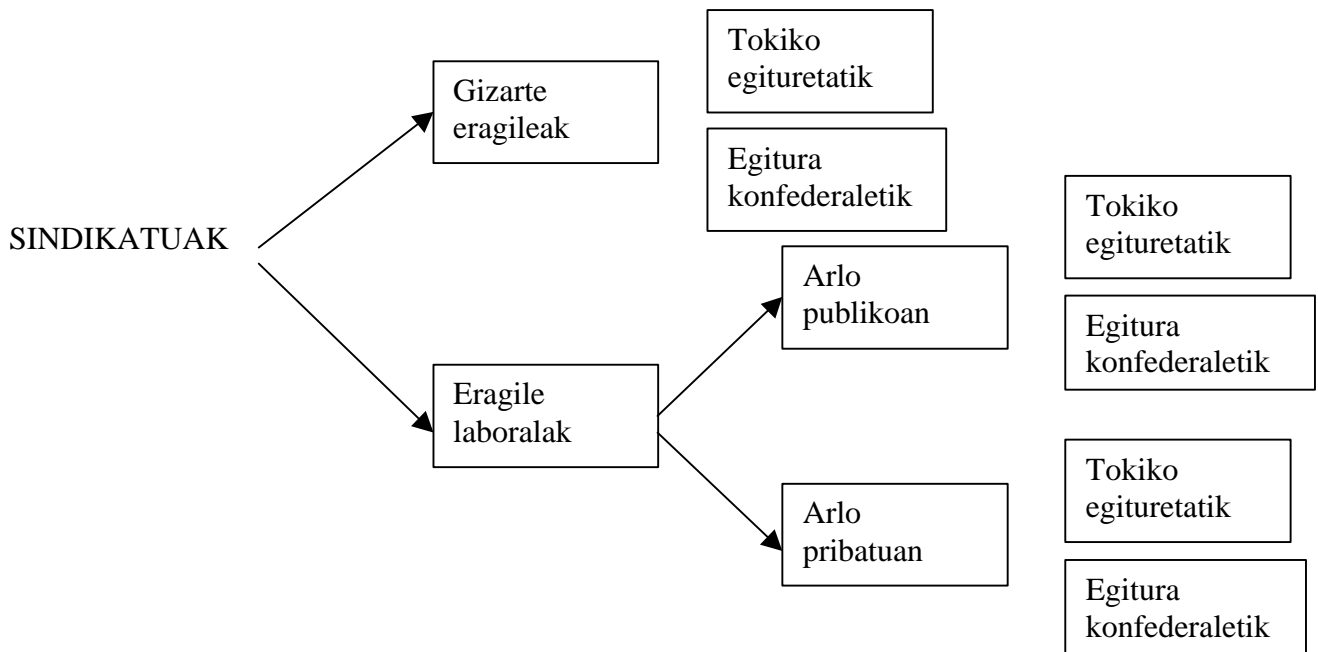 Tokiko
egituretatik
Gizarte
eragileak
Egitura
konfederaletik
SINDIKATUAK
Tokiko
egituretatik
Arlo
publikoan
Egitura
konfederaletik
Eragile
laboralak
Tokiko
egituretatik
Arlo
pribatuan
Egitura
konfederaletik